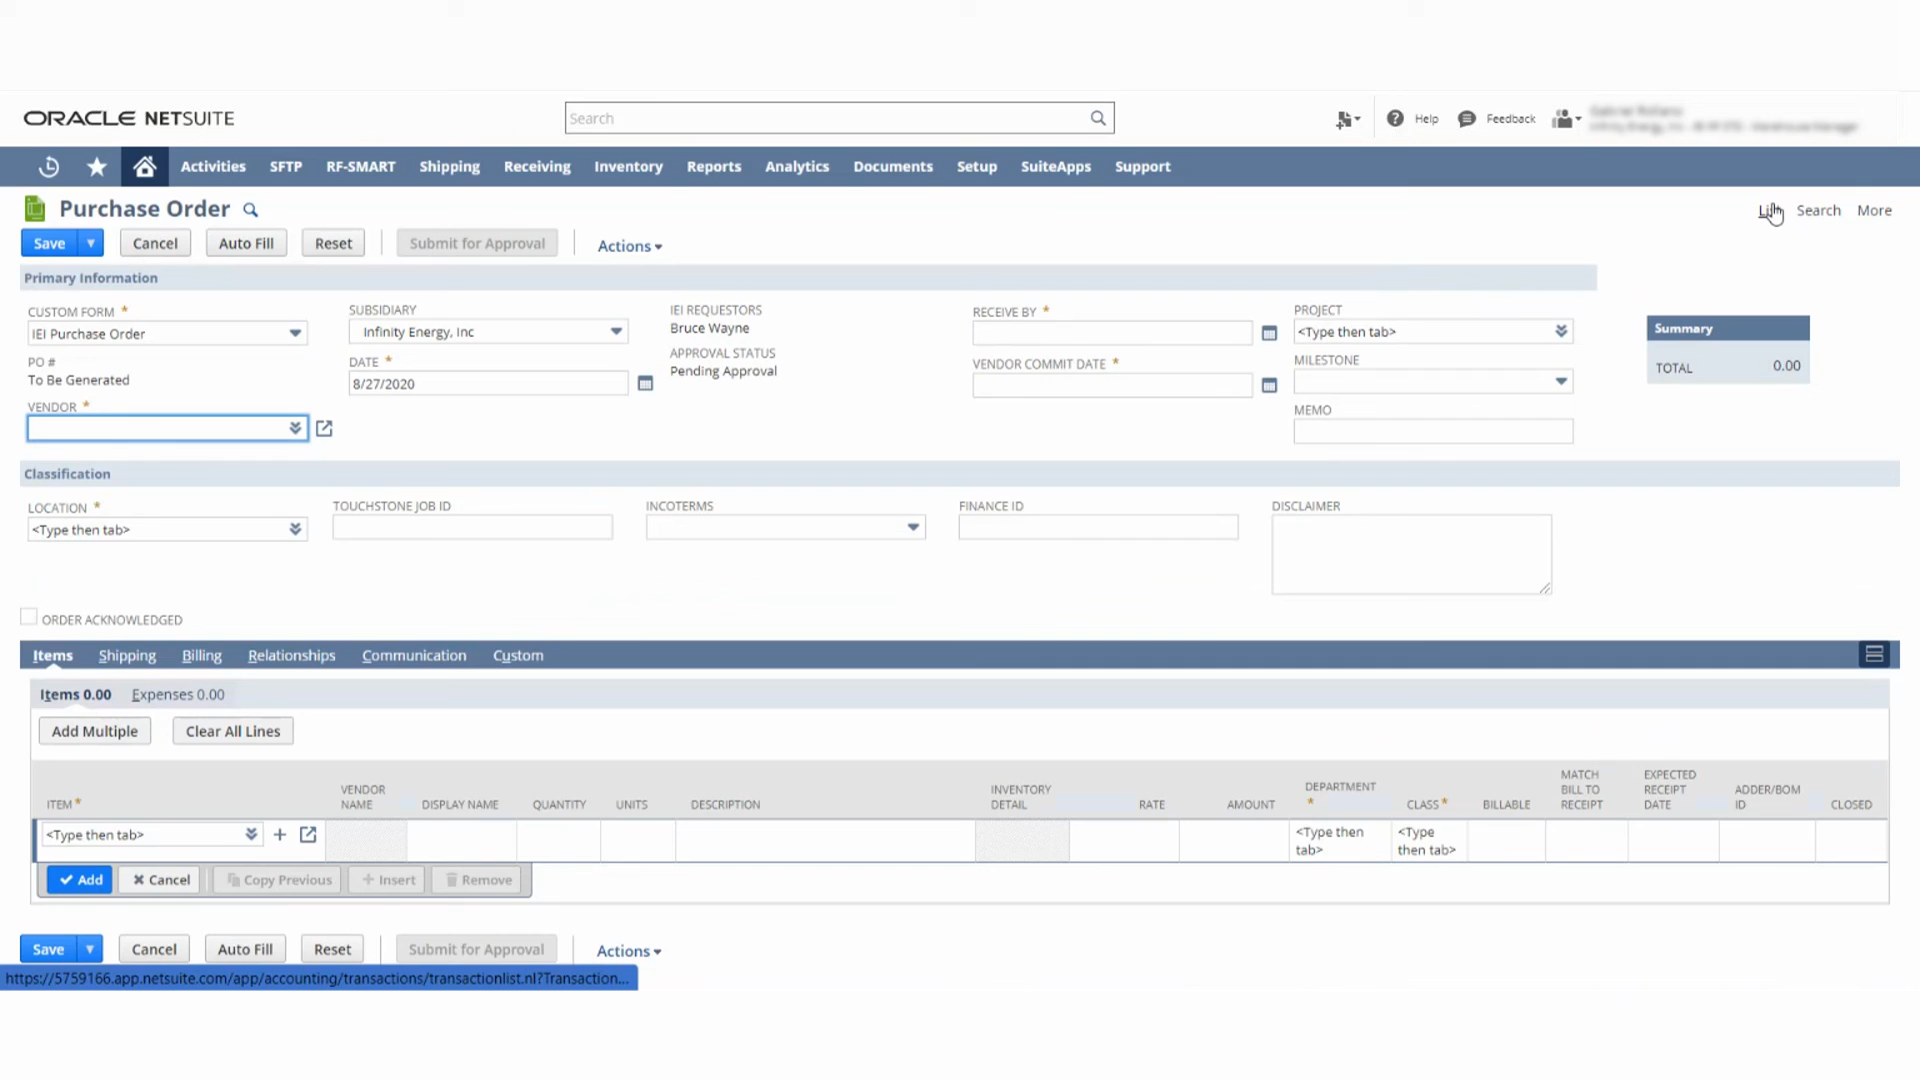 ORACLE NETSUITE
Search
Help
Feedback
Activities
SFTP
RF-SMART
Shipping
Receiving
Inventory
Reports
Analytics
Documents
Setup
SuiteApps
Support
Purchase Order
Search
More
Save
Cancel
Auto Fill
Reset
Submit for Approval
Actions
Primary Information
CUSTOM FORM *
IEI Purchase Order
PO #
To Be Generated
VENDOR *
SUBSIDIARY
Infinity Energy, Inc
DATE *
8/27/2020
IEI REQUESTORS
Bruce Wayne
APPROVAL STATUS
Pending Approval
RECEIVE BY *
VENDOR COMMIT DATE *
PROJECT
<Type then tab>
MILESTONE
MEMO
Summary
TOTAL 0.00
Classification
LOCATION *
<Type then tab>
TOUCHSTONE JOB ID
INCOTERMS
FINANCE ID
DISCLAIMER
ORDER ACKNOWLEDGED
Items
Shipping
Billing
Relationships
Communication
Custom
Items 0.00
Expenses 0.00
Add Multiple
Clear All Lines
ITEM *
VENDOR
NAME
DISPLAY NAME
QUANTITY
UNITS
DESCRIPTION
INVENTORY
DETAIL
RATE
AMOUNT
DEPARTMENT
*
CLASS *
BILLABLE
MATCH
BILL TO
RECEIPT
EXPECTED
RECEIPT
DATE
ADDER/BOM
ID
CLOSED
<Type then tab>
<Type then
tab>
<Type
then tab>
Add
Cancel
Copy Previous
Insert
Remove
Save
Cancel
Auto Fill
Reset
Submit for Approval
Actions
https://5759166.app.netsuite.com/app/accounting/transactions/transactionlist.nl?Transaction...